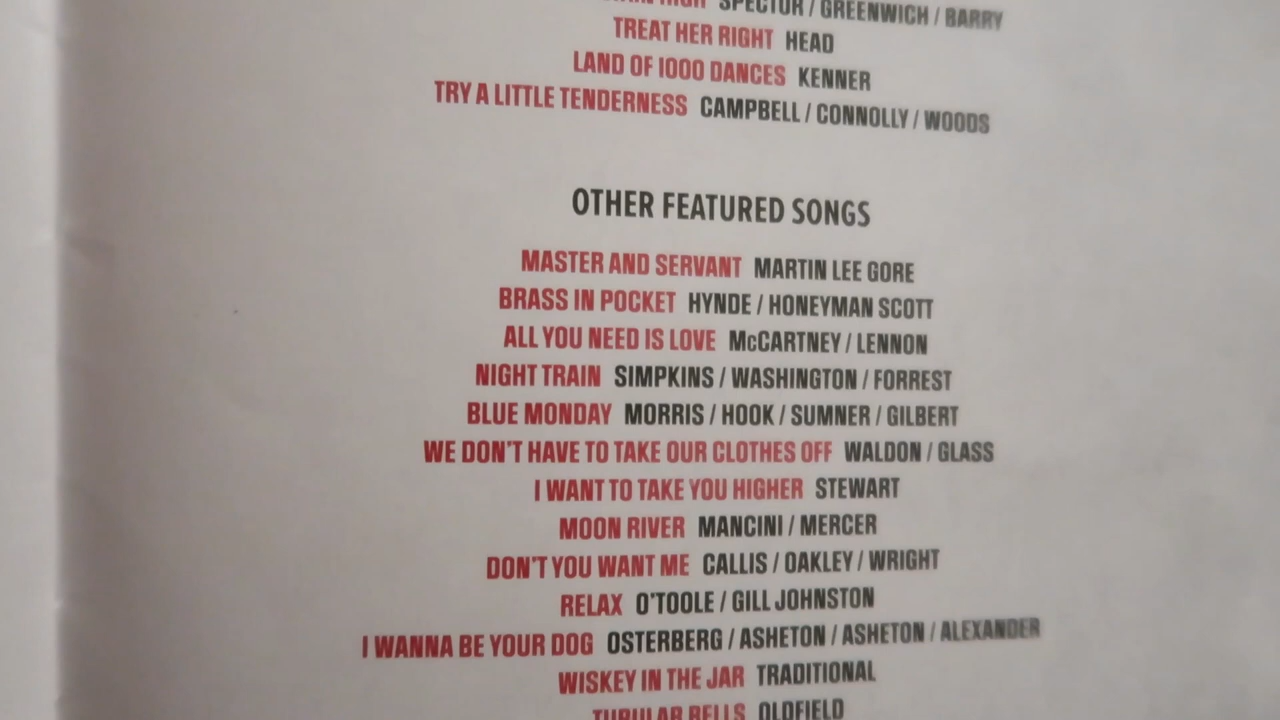 HIGH SPECTOR / GREENWICH / BARRY
TREAT HER RIGHT HEAD
LAND OF 1000 DANCES KENNER
TRY A LITTLE TENDERNESS CAMPBELL / CONNOLLY / WOODS
OTHER FEATURED SONGS
MASTER AND SERVANT MARTIN LEE GORE
BRASS IN POCKET HYNDE / HONEYMAN SCOTT
ALL YOU NEED IS LOVE McCARTNEY / LENNON
NIGHT TRAIN SIMPKINS / WASHINGTON / FORREST
BLUE MONDAY MORRIS / HOOK / SUMNER / GILBERT
WE DON'T HAVE TO TAKE OUR CLOTHES OFF WALDON / GLASS
I WANT TO TAKE YOU HIGHER STEWART
MOON RIVER MANCINI / MERCER
DON'T YOU WANT ME CALLIS / OAKLEY / WRIGHT
RELAX O'TOOLE / GILL JOHNSTON
I WANNA BE YOUR DOG OSTERBERG / ASHETON / ASHETON / ALEXANDER
WISKEY IN THE JAR TRADITIONAL
TUBULAR BELLS OLDFIELD